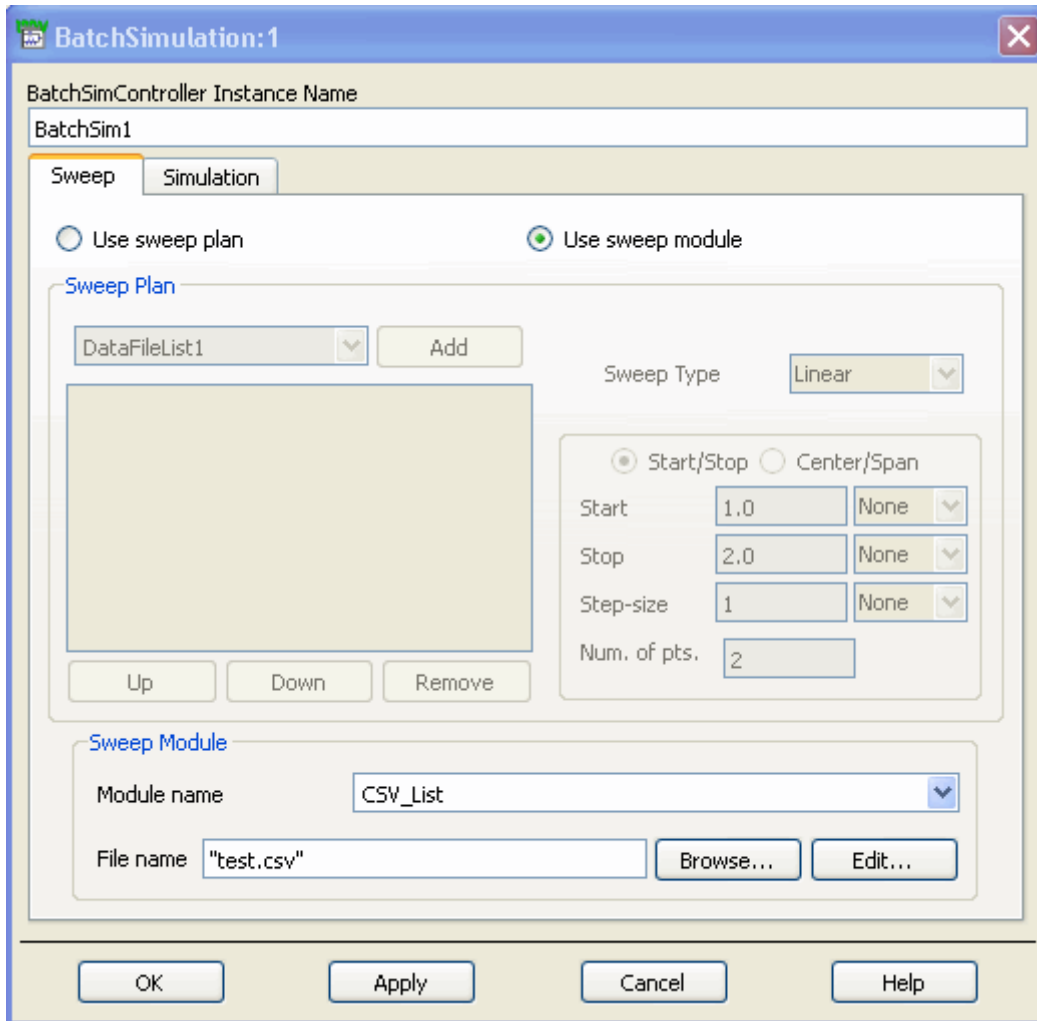 BatchSimulation:1
BatchSimController Instance Name
BatchSim1
Sweep Simulation
Use sweep plan Use sweep module
Sweep Plan
DataFileList1 Add
Sweep Type Linear
Start/Stop Center/Span
Start 1.0 None
Stop 2.0 None
Step-size 1 None
Num. of pts. 2
Up Down Remove
Sweep Module
Module name CSV_List
File name "test.csv" Browse... Edit...
OK Apply Cancel Help